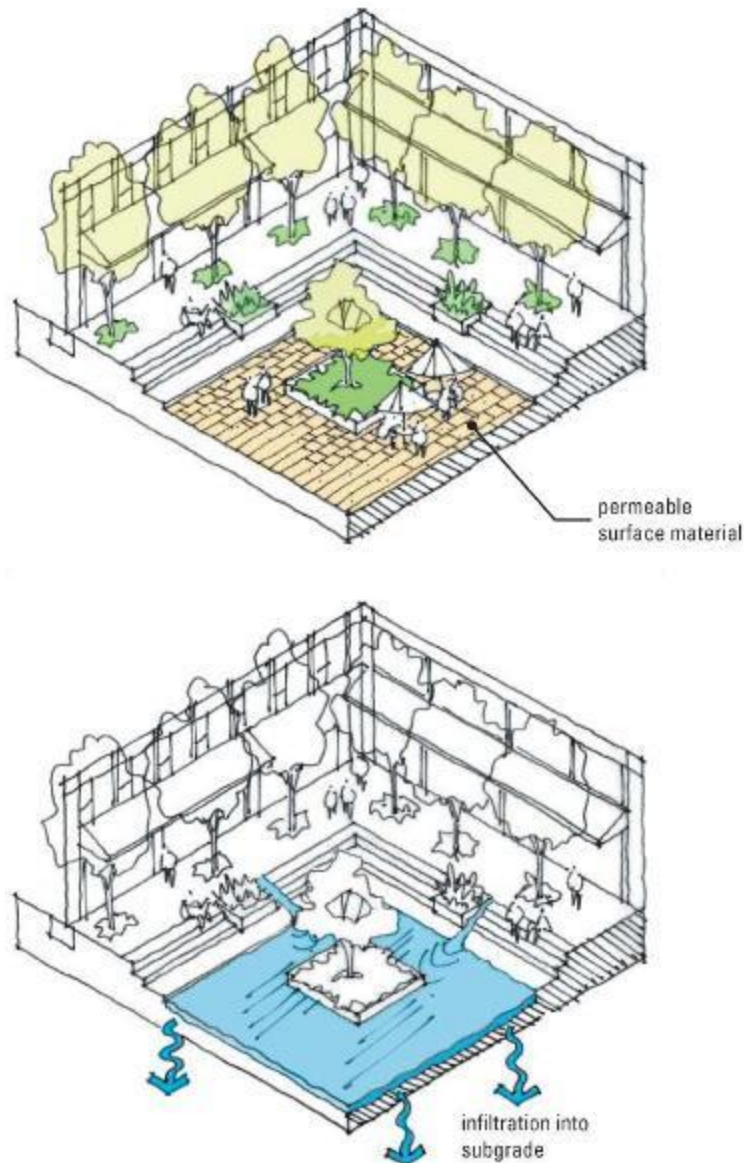 permeable
surface material
infiltration into
subgrade